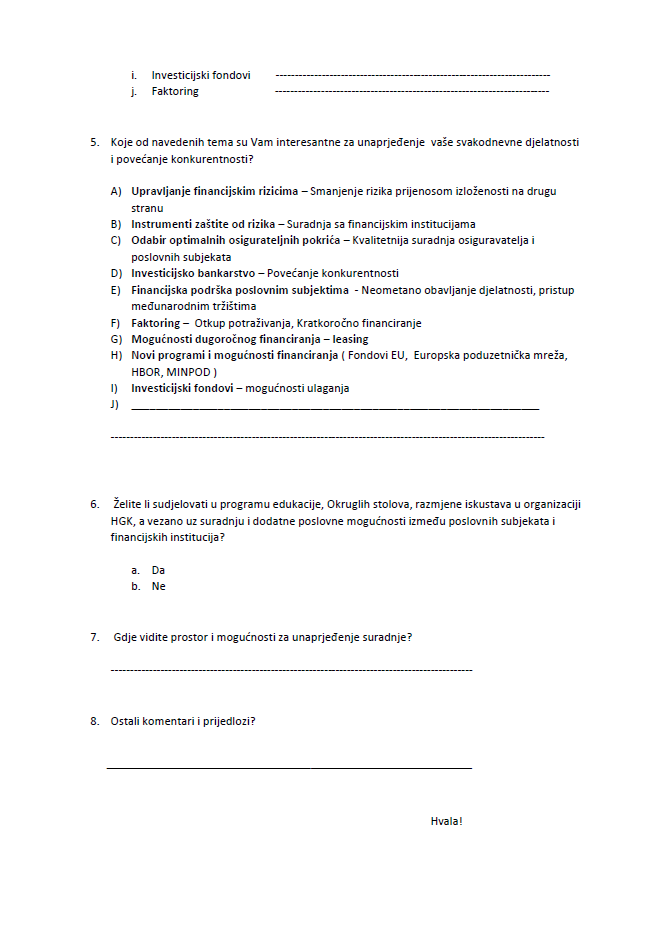 i. Investicijski fondovi -----------------------------------------------------------------------
j. Faktoring -----------------------------------------------------------------------
5. Koje od navedenih tema su Vam interesantne za unaprjeđenje vaše svakodnevne djelatnosti
i povećanje konkurentnosti?
A) Upravljanje financijskim rizicima – Smanjenje rizika prijenosom izloženosti na drugu
stranu
B) Instrumenti zaštite od rizika – Suradnja sa financijskim institucijama
C) Odabir optimalnih osigurateljnih pokrića – Kvalitetnija suradnja osiguravatelja i
poslovnih subjekata
D) Investicijsko bankarstvo – Povećanje konkurentnosti
E) Financijska podrška poslovnim subjektima - Neometano obavljanje djelatnosti, pristup
međunarodnim tržištima
F) Faktoring – Otkup potraživanja, Kratkoročno financiranje
G) Mogućnosti dugoročnog financiranja – leasing
H) Novi programi i mogućnosti financiranja ( Fondovi EU, Europska poduzetnička mreža,
HBOR, MINPOD )
I) Investicijski fondovi – mogućnosti ulaganja
J) ____________________________________________________________________
-----------------------------------------------------------------------------------------------------------------
6. Želite li sudjelovati u programu edukacije, Okruglih stolova, razmjene iskustava u organizaciji
HGK, a vezano uz suradnju i dodatne poslovne mogućnosti između poslovnih subjekata i
financijskih institucija?
a. Da
b. Ne
7. Gdje vidite prostor i mogućnosti za unaprjeđenje suradnje?
----------------------------------------------------------------------------------------------
8. Ostali komentari i prijedlozi?
_____________________________________________________________
Hvala!